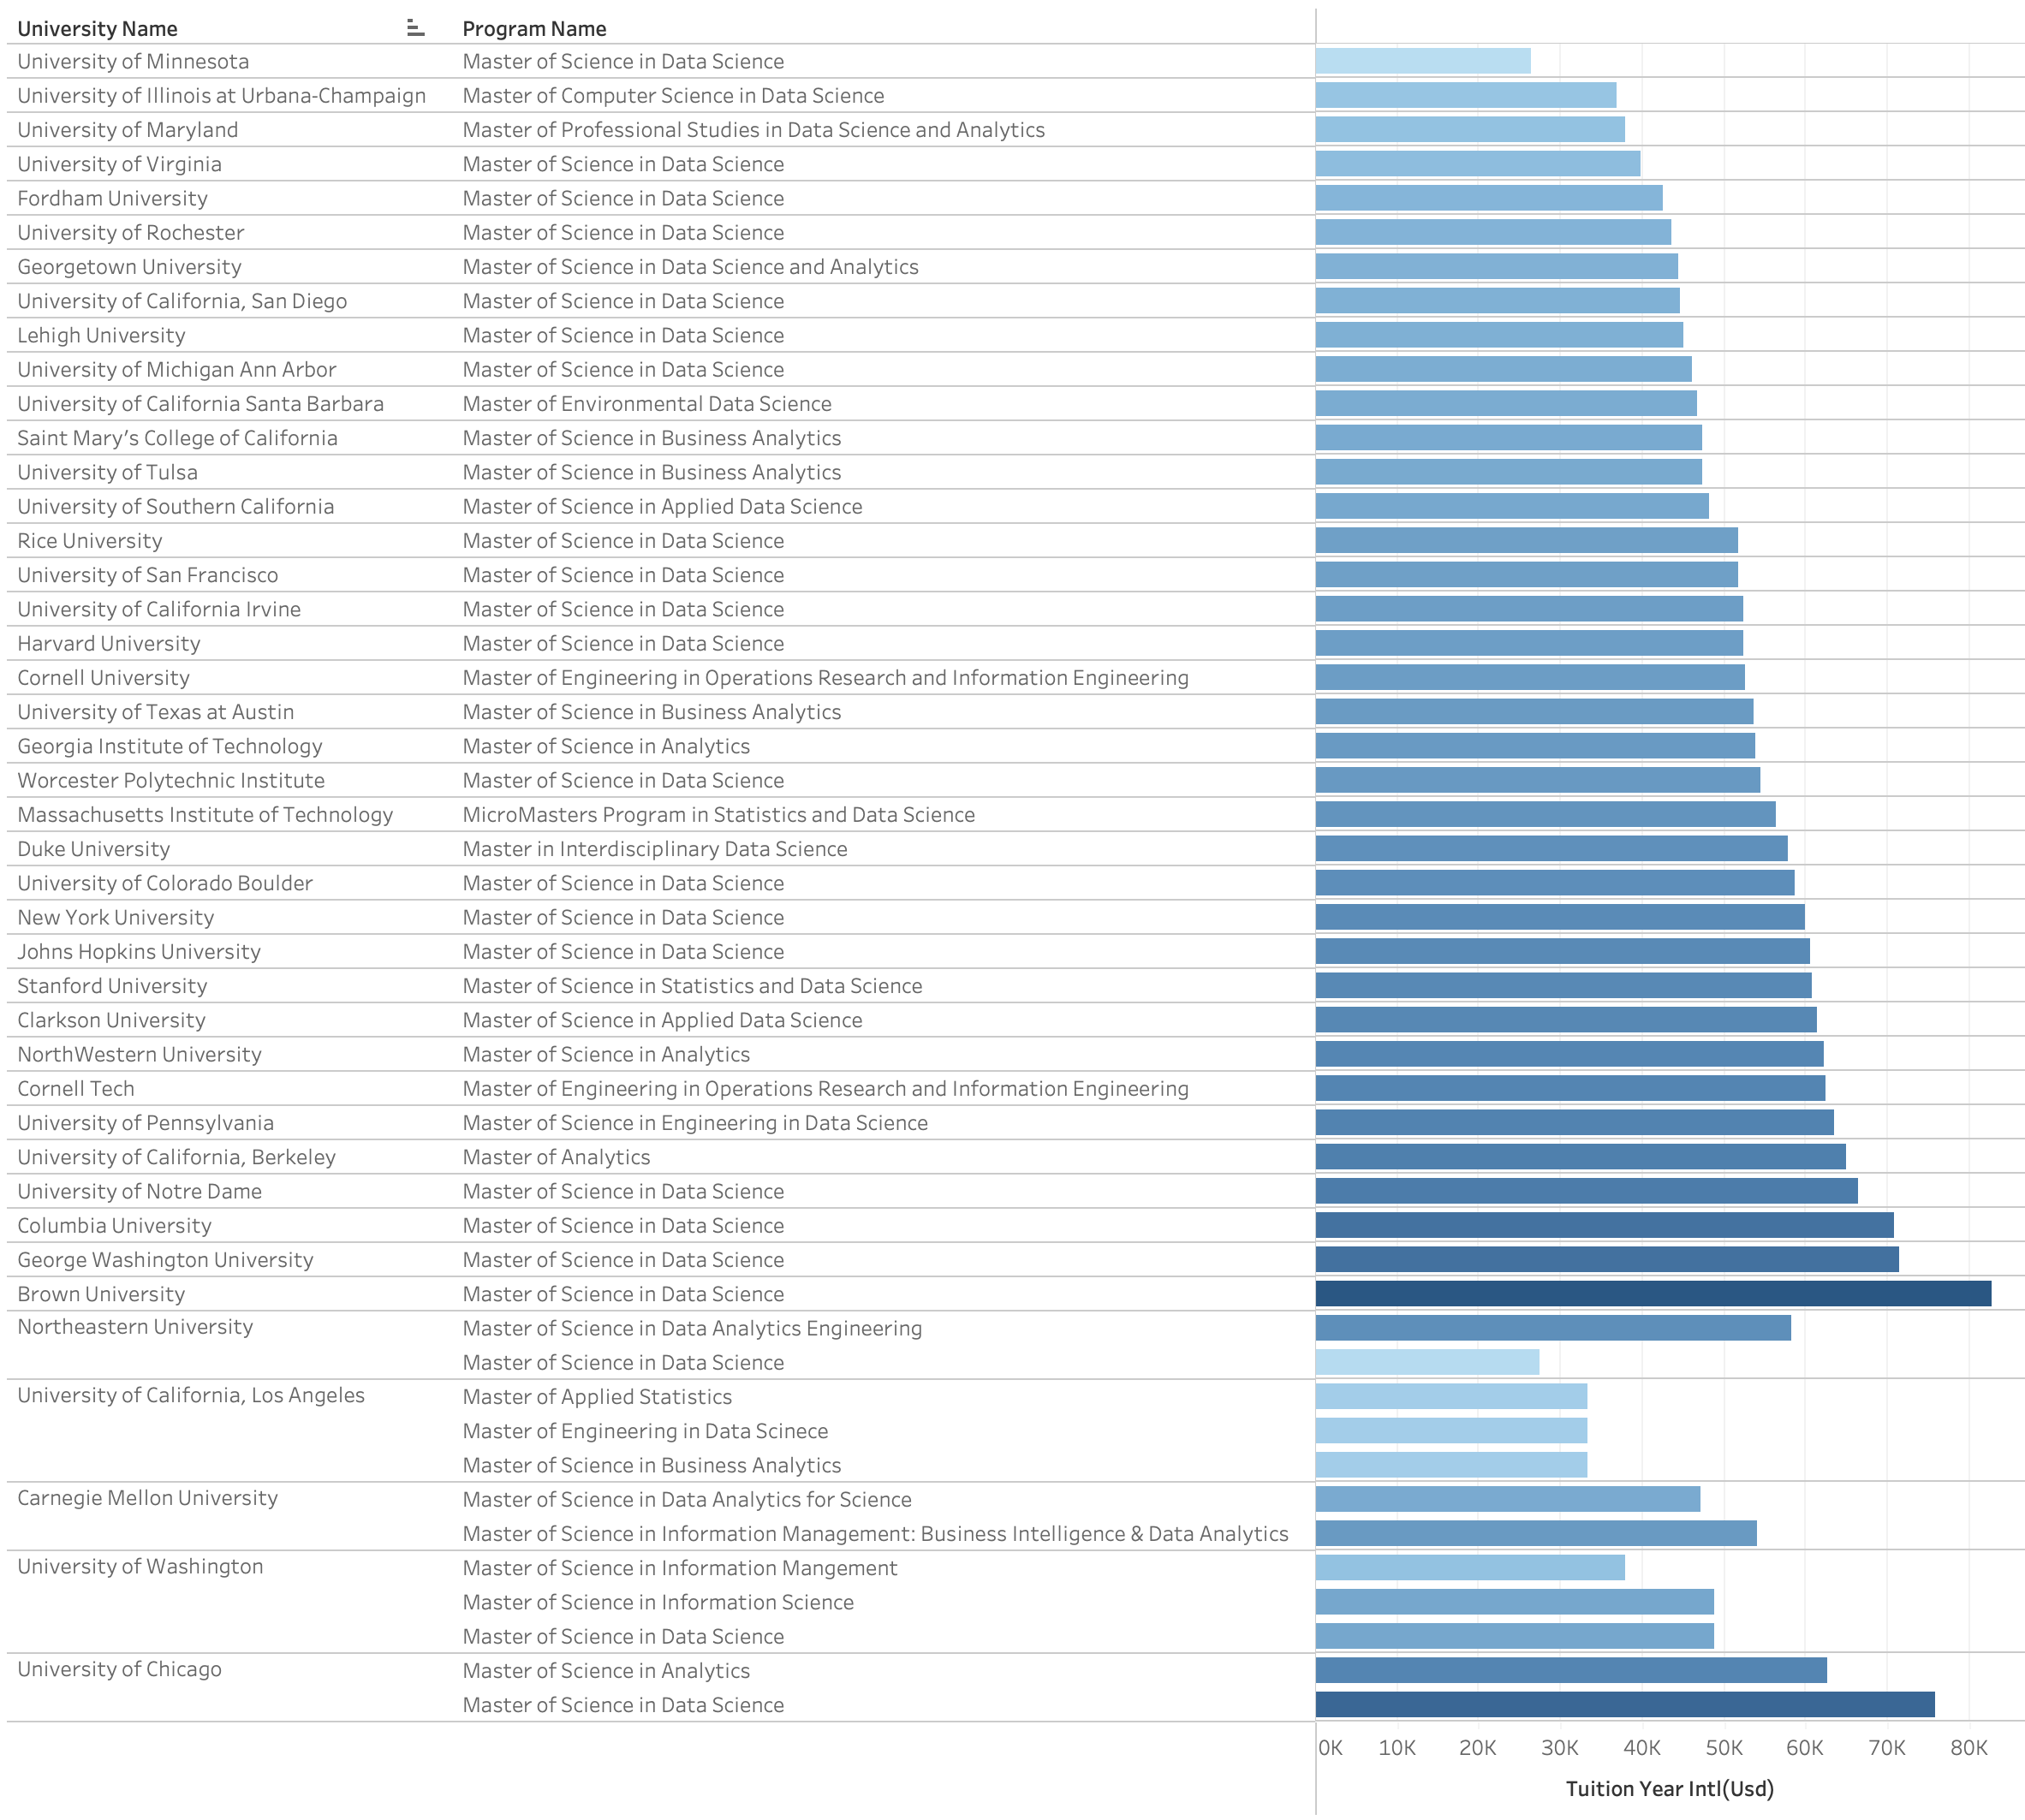 University Name Program Name
University of Minnesota Master of Science in Data Science
University of Illinois at Urbana-Champaign Master of Computer Science in Data Science
University of Maryland Master of Professional Studies in Data Science and Analytics
University of Virginia Master of Science in Data Science
Fordham University Master of Science in Data Science
University of Rochester Master of Science in Data Science
Georgetown University Master of Science in Data Science and Analytics
University of California, San Diego Master of Science in Data Science
Lehigh University Master of Science in Data Science
University of Michigan Ann Arbor Master of Science in Data Science
University of California Santa Barbara Master of Environmental Data Science
Saint Mary’s College of California Master of Science in Business Analytics
University of Tulsa Master of Science in Business Analytics
University of Southern California Master of Science in Applied Data Science
Rice University Master of Science in Data Science
University of San Francisco Master of Science in Data Science
University of California Irvine Master of Science in Data Science
Harvard University Master of Science in Data Science
Cornell University Master of Engineering in Operations Research and Information Engineering
University of Texas at Austin Master of Science in Business Analytics
Georgia Institute of Technology Master of Science in Analytics
Worcester Polytechnic Institute Master of Science in Data Science
Massachusetts Institute of Technology MicroMasters Program in Statistics and Data Science
Duke University Master in Interdisciplinary Data Science
University of Colorado Boulder Master of Science in Data Science
New York University Master of Science in Data Science
Johns Hopkins University Master of Science in Data Science
Stanford University Master of Science in Statistics and Data Science
Clarkson University Master of Science in Applied Data Science
NorthWestern University Master of Science in Analytics
Cornell Tech Master of Engineering in Operations Research and Information Engineering
University of Pennsylvania Master of Science in Engineering in Data Science
University of California, Berkeley Master of Analytics
University of Notre Dame Master of Science in Data Science
Columbia University Master of Science in Data Science
George Washington University Master of Science in Data Science
Brown University Master of Science in Data Science
Northeastern University Master of Science in Data Analytics Engineering
Master of Science in Data Science
University of California, Los Angeles Master of Applied Statistics
Master of Engineering in Data Scinece
Master of Science in Business Analytics
Carnegie Mellon University Master of Science in Data Analytics for Science
Master of Science in Information Management: Business Intelligence & Data Analytics
University of Washington Master of Science in Information Mangement
Master of Science in Information Science
Master of Science in Data Science
University of Chicago Master of Science in Analytics
Master of Science in Data Science
0K 10K 20K 30K 40K 50K 60K 70K 80K
Tuition Year Intl(Usd)